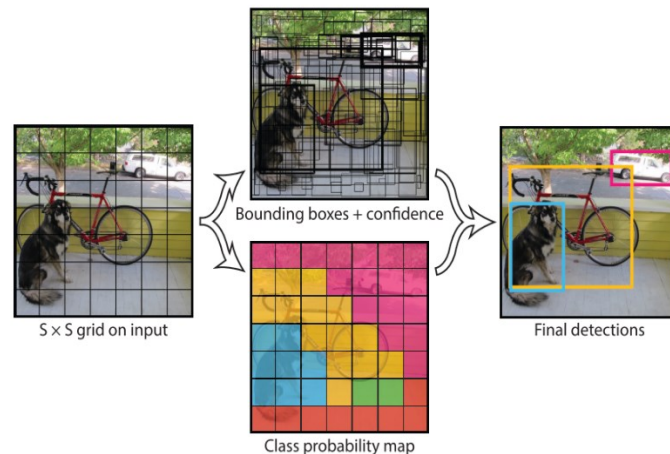 Bounding boxes + confidence
S × S grid on input
Final detections
Class probability map